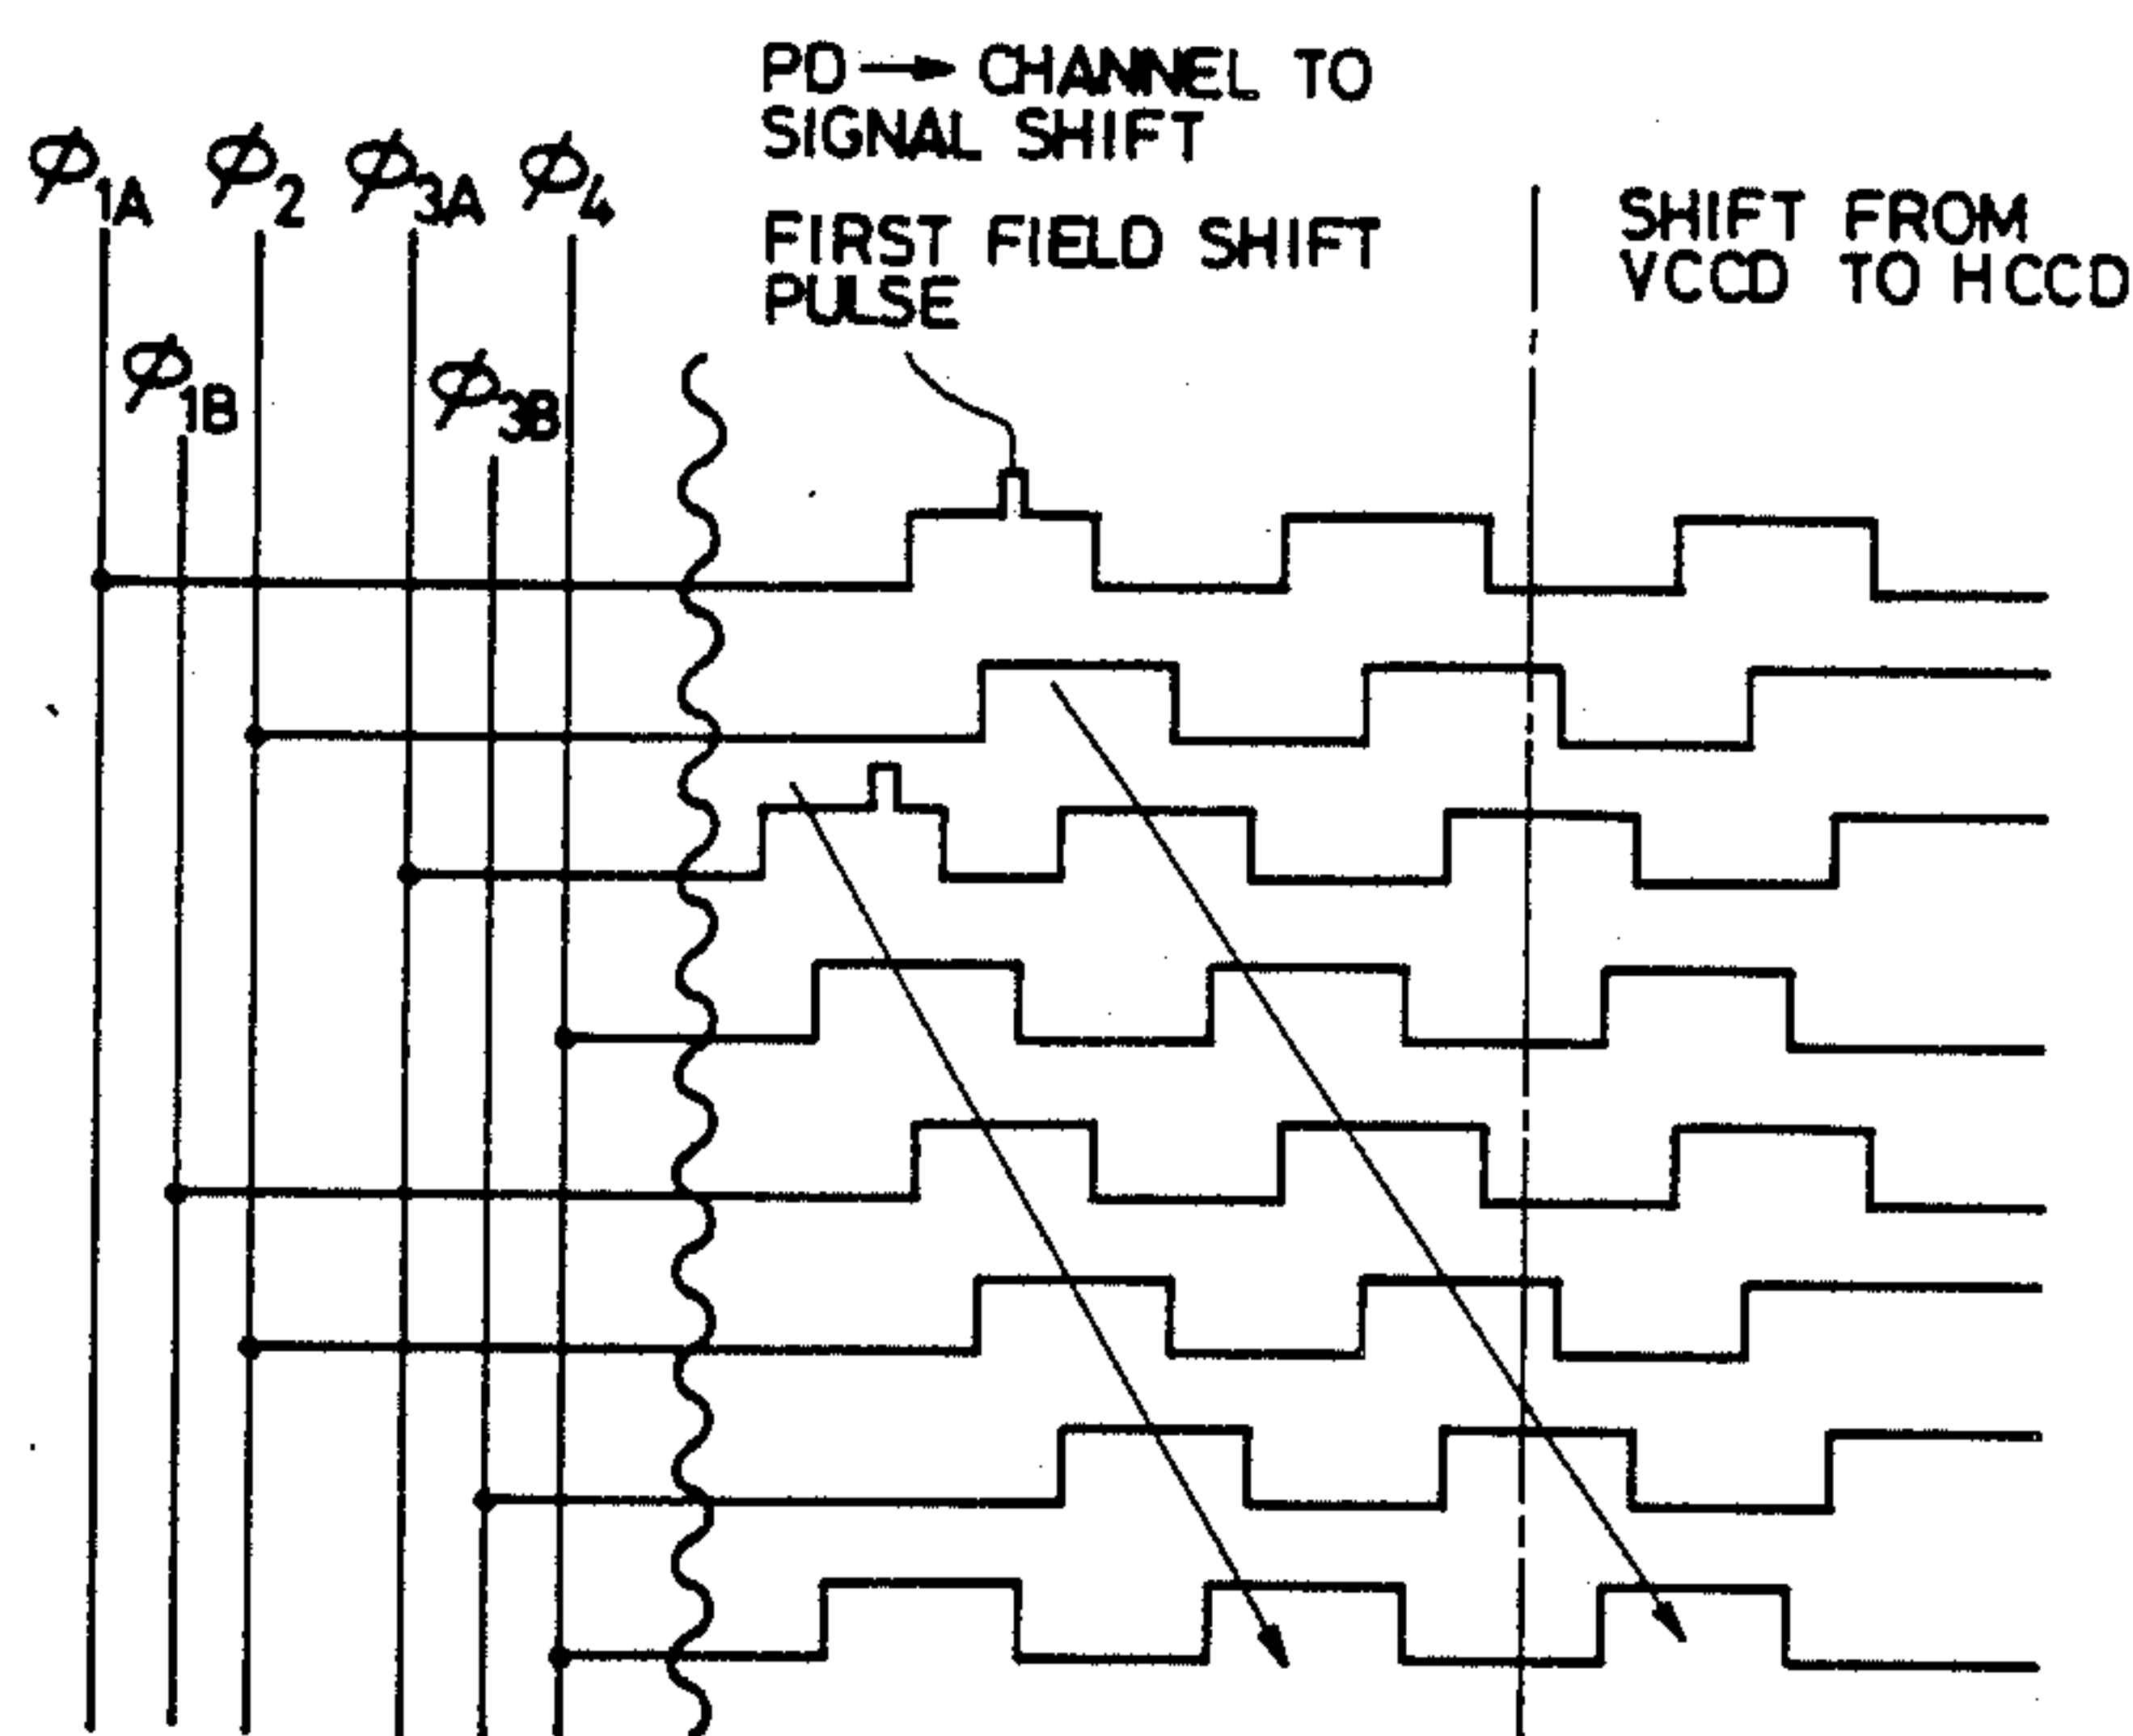 PD → CHANNEL TO
SIGNAL SHIFT
FIRST FIELD SHIFT
PULSE
SHIFT FROM
VCCD TO HCCD
ϕ1A
ϕ2
ϕ3A
ϕ4
ϕ1B
ϕ3B